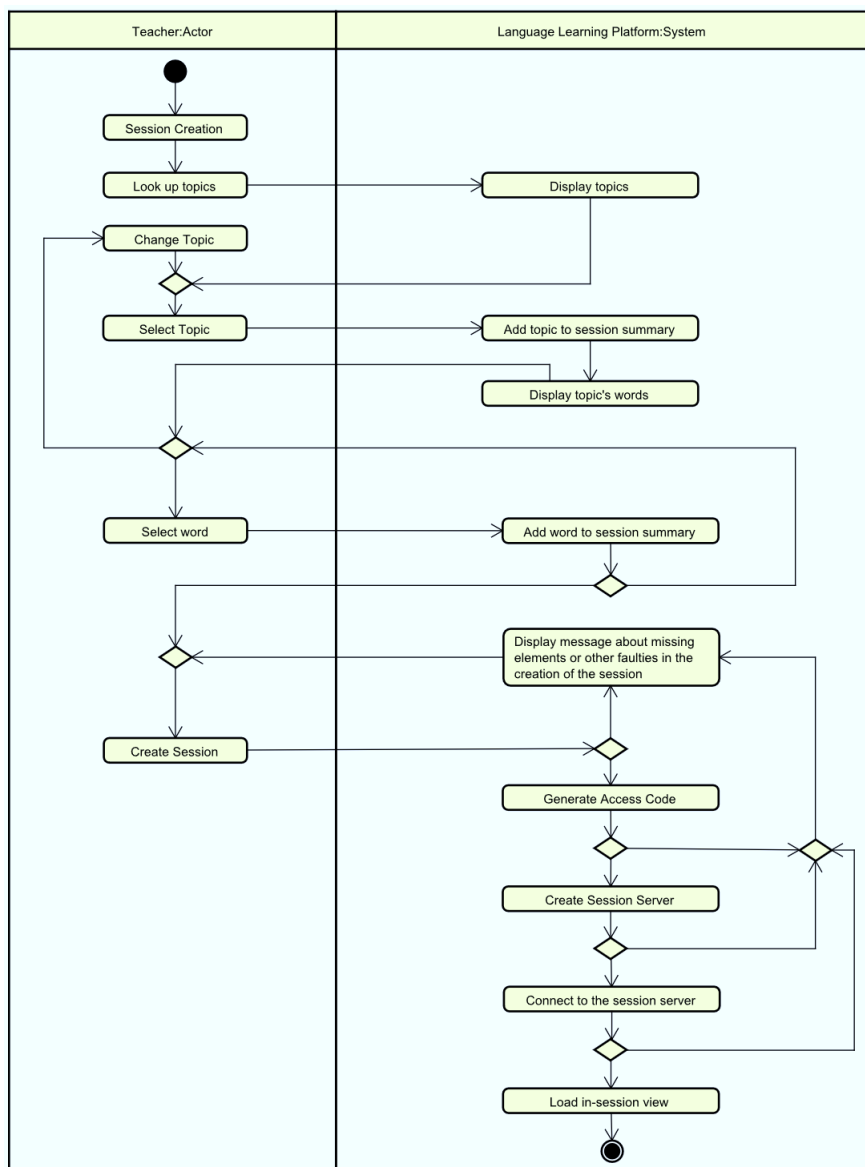 Teacher:Actor
Language Learning Platform:System
Session Creation
Look up topics
Display topics
Change Topic
Select Topic
Add topic to session summary
Display topic's words
Select word
Add word to session summary
Display message about missing
elements or other faulties in the
creation of the session
Create Session
Generate Access Code
Create Session Server
Connect to the session server
Load in-session view